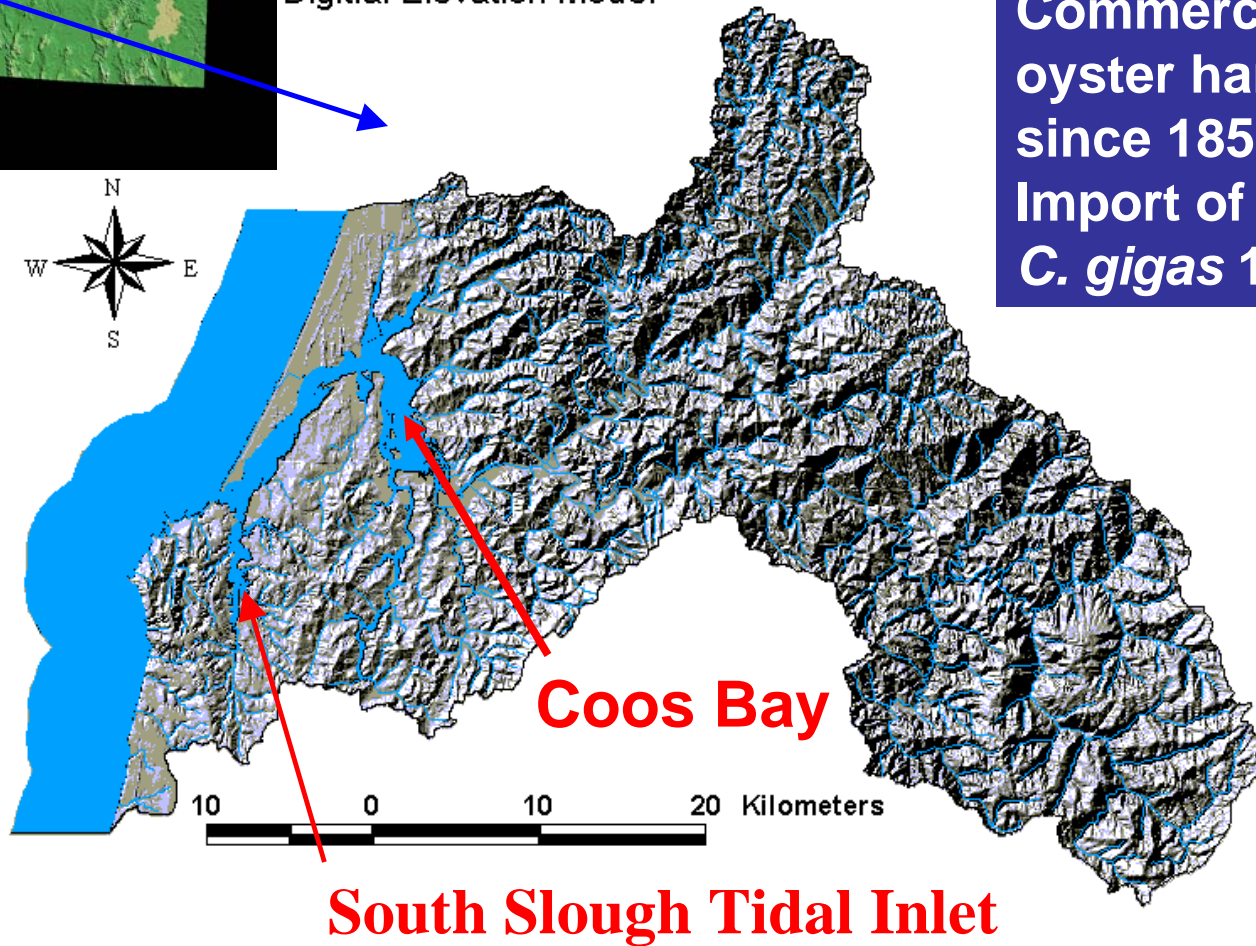 Commerc
oyster ha
since 185
Import of
C. gigas 1
N
W E
S
Coos Bay
10 0 10 20 Kilometers
South Slough Tidal Inlet